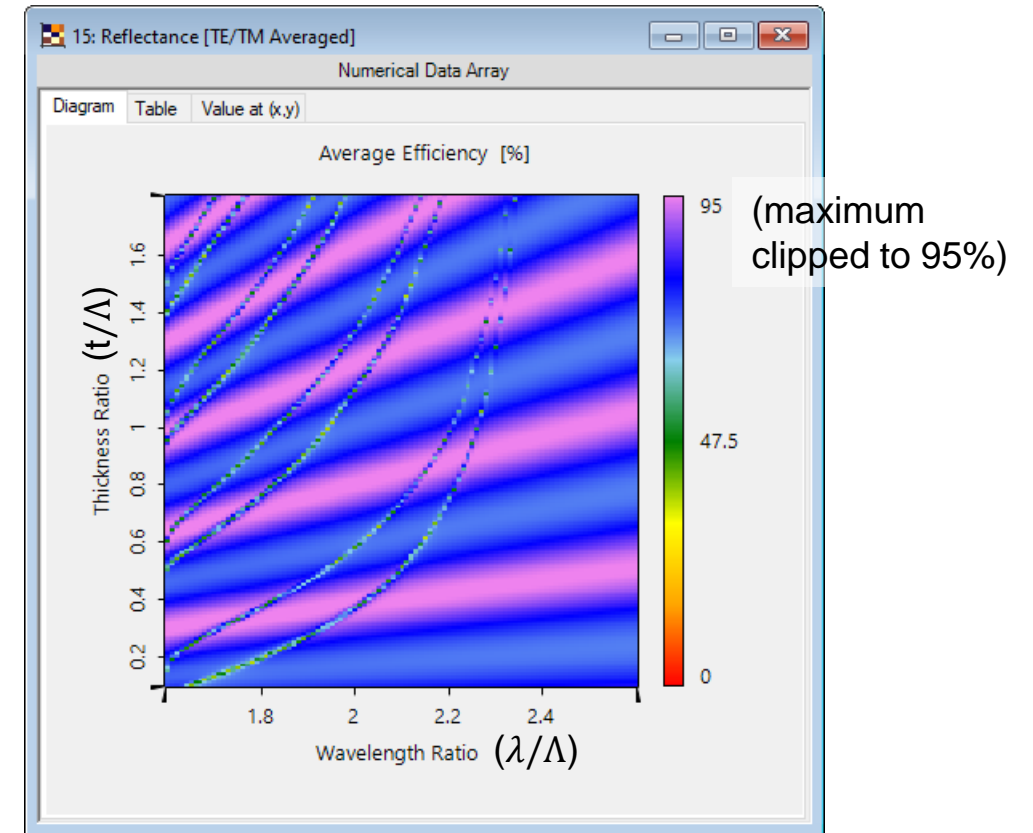 15: Reflectance [TE/TM Averaged]
Numerical Data Array
Diagram Table Value at (x,y)
Average Efficiency [%]
95
(maximum
clipped to 95%)
47.5
0
Thickness Ratio (t/Λ)
1.6
1.4
1.2
1
0.8
0.6
0.4
0.2
1.8 2 2.2 2.4
Wavelength Ratio (λ/Λ)